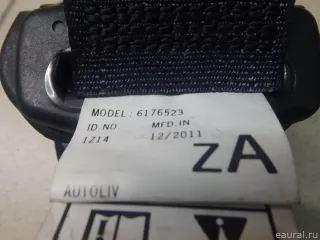 MODEL: 6176523
ID.NO. MFD.IN
1Z14 12/2011
zA
AUTOLIV
© eaural.ru